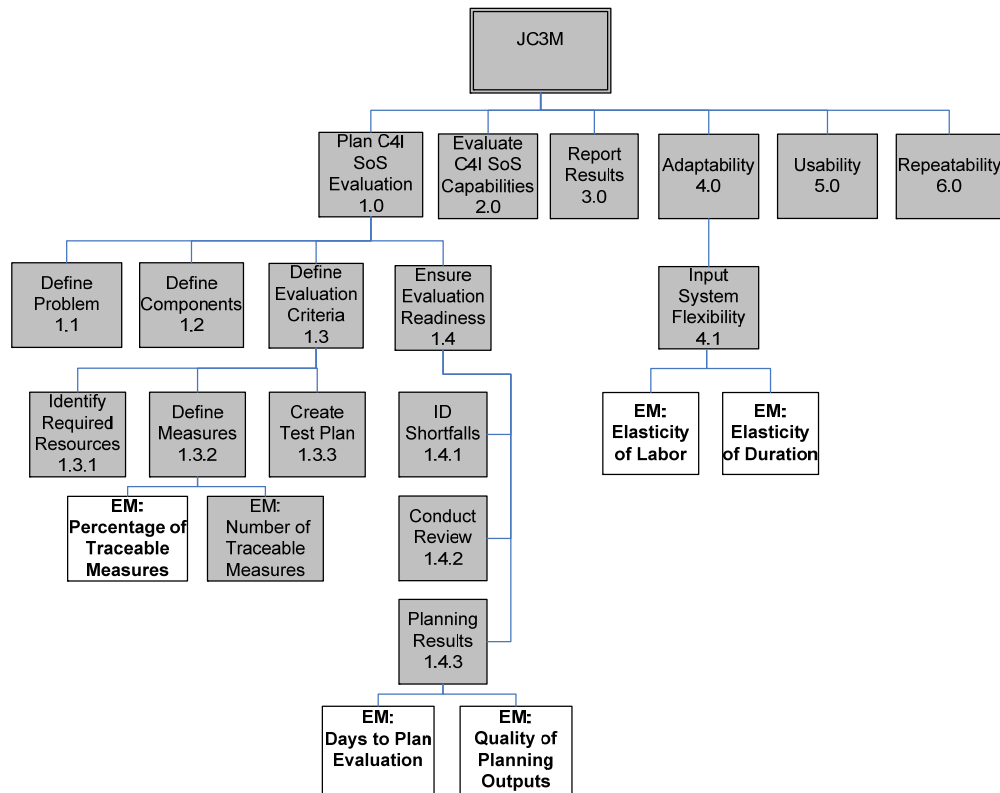 JC3M
Plan C4I
SoS
Evaluation
1.0
Evaluate
C4I SoS
Capabilities
2.0
Report
Results
3.0
Adaptability
4.0
Usability
5.0
Repeatability
6.0
Define
Problem
1.1
Define
Components
1.2
Define
Evaluation
Criteria
1.3
Ensure
Evaluation
Readiness
1.4
Input
System
Flexibility
4.1
Identify
Required
Resources
1.3.1
Define
Measures
1.3.2
Create
Test Plan
1.3.3
ID
Shortfalls
1.4.1
EM:
Elasticity
of Labor
EM:
Elasticity
of Duration
EM:
Percentage of
Traceable
Measures
EM:
Number of
Traceable
Measures
Conduct
Review
1.4.2
Planning
Results
1.4.3
EM:
Days to Plan
Evaluation
EM:
Quality of
Planning
Outputs